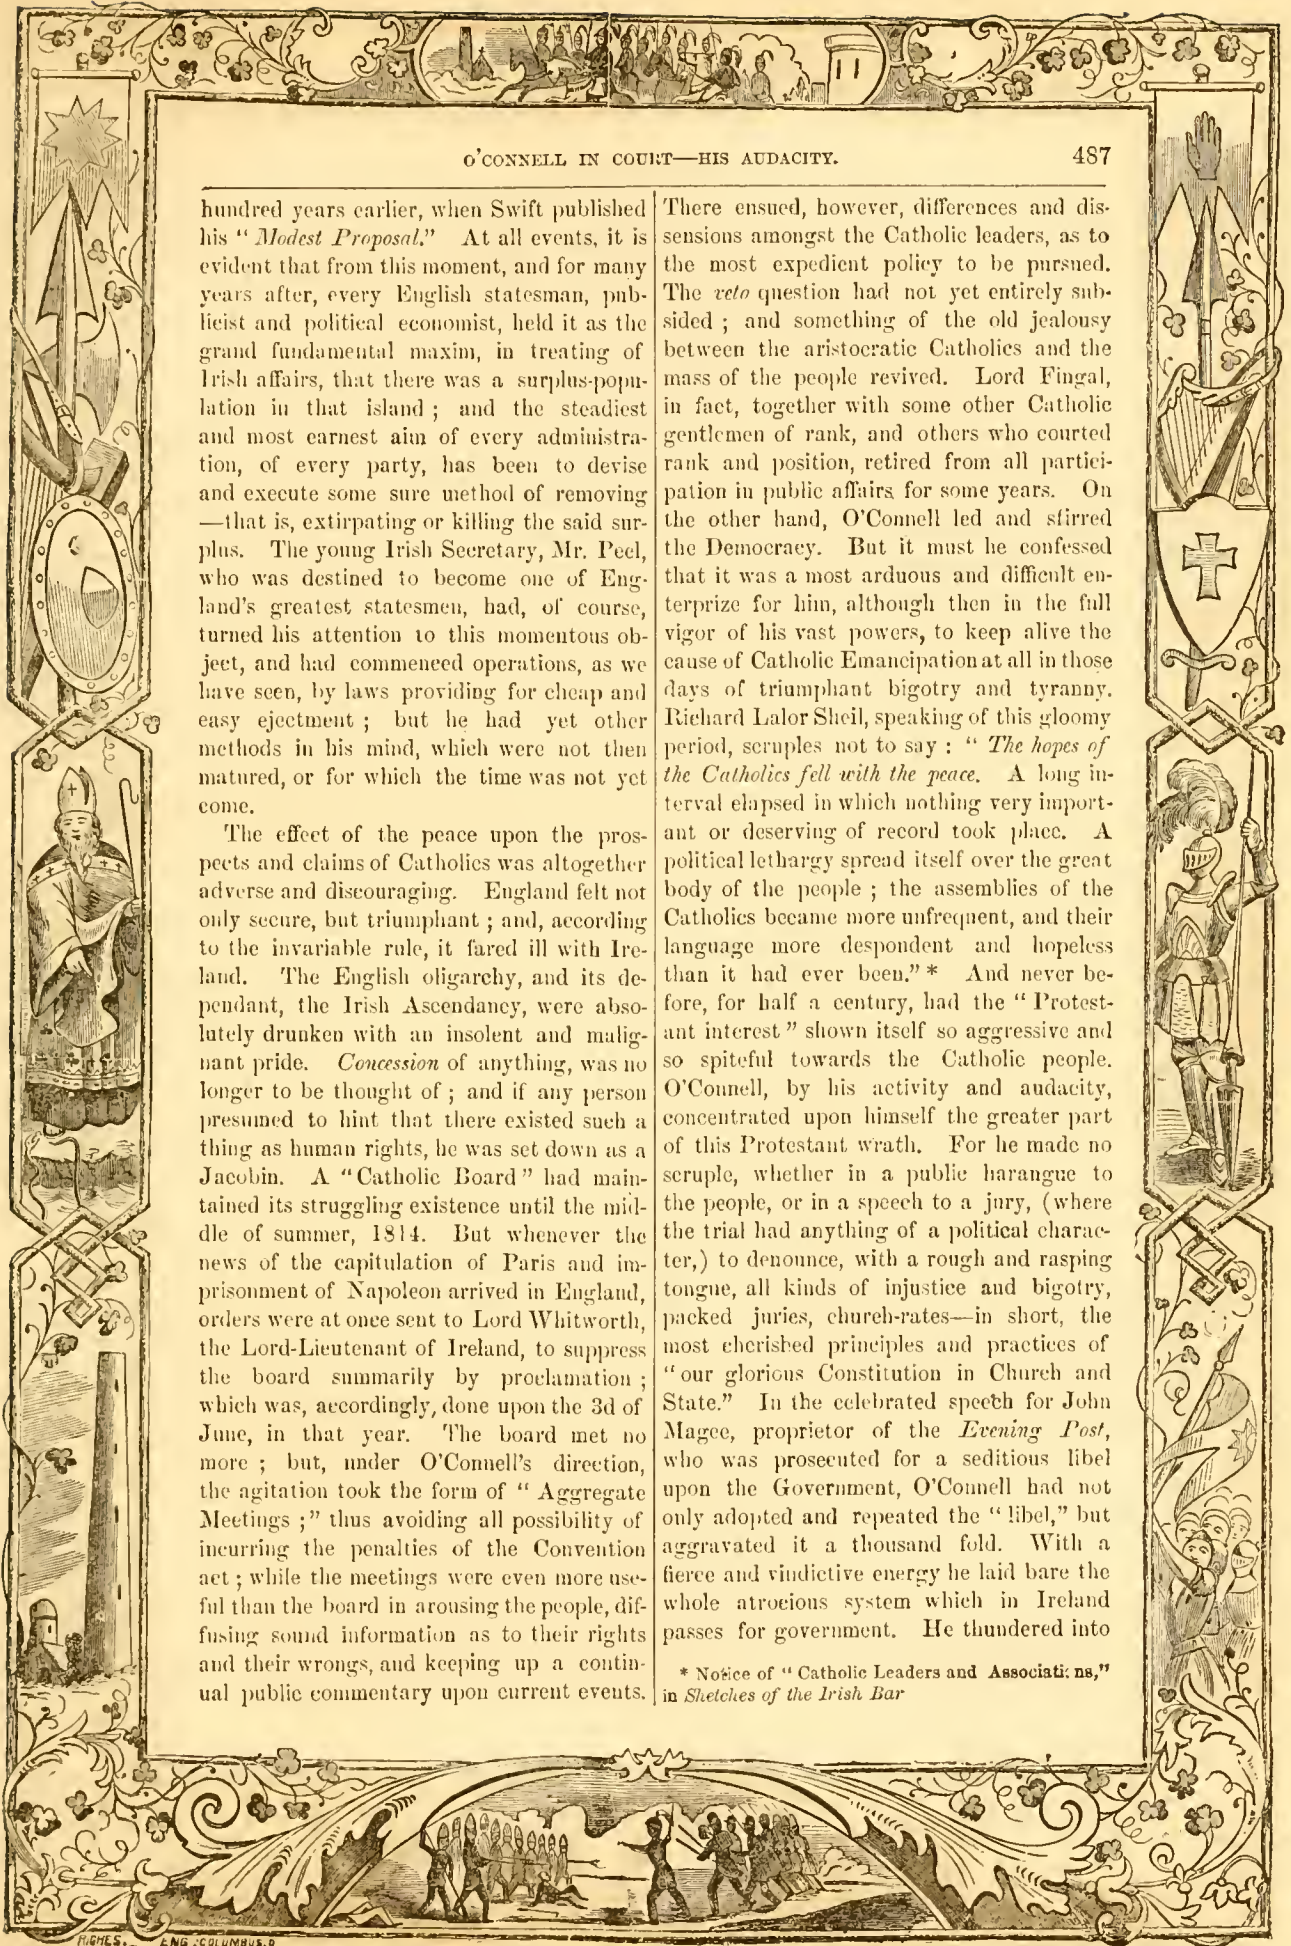 O'CONNELL IN COURT—HIS AUDACITY. 487
hundred years earlier, when Swift published
his "Modest Proposal." At all events, it is
evident that from this moment, and for many
years after, every English statesman, pub-
licist and political economist, held it as the
grand fundamental maxim, in treating of
Irish affairs, that there was a surplus-popu-
lation in that island ; and the steadiest
and most earnest aim of every administra-
tion, of every party, has been to devise
and execute some sure method of removing
—that is, extirpating or killing the said sur-
plus. The young Irish Secretary, Mr. Peel,
who was destined to become one of Eng-
land's greatest statesmen, had, of course,
turned his attention to this momentous ob-
ject, and had commenced operations, as we
have seen, by laws providing for cheap and
easy ejectment ; but he had yet other
methods in his mind, which were not then
matured, or for which the time was not yet
come.
The effect of the peace upon the pros-
pects and claims of Catholics was altogether
adverse and discouraging. England felt not
only secure, but triumphant ; and, according
to the invariable rule, it fared ill with Ire-
land. The English oligarchy, and its de-
pendant, the Irish Ascendancy, were abso-
lutely drunken with an insolent and malig-
nant pride. Concession of anything, was no
longer to be thought of ; and if any person
presumed to hint that there existed such a
thing as human rights, he was set down as a
Jacobin. A "Catholic Board" had main-
tained its struggling existence until the mid-
dle of summer, 1814. But whenever the
news of the capitulation of Paris and im-
prisonment of Napoleon arrived in England,
orders were at once sent to Lord Whitworth,
the Lord-Lieutenant of Ireland, to suppress
the board summarily by proclamation ;
which was, accordingly, done upon the 3d of
June, in that year. The board met no
more ; but, under O'Connell's direction,
the agitation took the form of " Aggregate
Meetings ;" thus avoiding all possibility of
incurring the penalties of the Convention
act ; while the meetings were even more use-
ful than the board in arousing the people, dif-
fusing sound information as to their rights
and their wrongs, and keeping up a contin-
ual public commentary upon current events.
There ensued, however, differences and dis-
sensions amongst the Catholic leaders, as to
the most expedient policy to be pursued.
The veto question had not yet entirely sub-
sided ; and something of the old jealousy
between the aristocratic Catholics and the
mass of the people revived. Lord Fingal,
in fact, together with some other Catholic
gentlemen of rank, and others who courted
rank and position, retired from all partici-
pation in public affairs for some years. On
the other hand, O'Connell led and stirred
the Democracy. But it must be confessed
that it was a most arduous and difficult en-
terprize for him, although then in the full
vigor of his vast powers, to keep alive the
cause of Catholic Emancipation at all in those
days of triumphant bigotry and tyranny.
Richard Lalor Sheil, speaking of this gloomy
period, scruples not to say : " The hopes of
the Catholics fell with the peace. A long in-
terval elapsed in which nothing very import-
ant or deserving of record took place. A
political lethargy spread itself over the great
body of the people ; the assemblies of the
Catholics became more unfrequent, and their
language more despondent and hopeless
than it had ever been." * And never be-
fore, for half a century, had the " Protest-
ant interest " shown itself so aggressive and
so spiteful towards the Catholic people.
O'Connell, by his activity and audacity,
concentrated upon himself the greater part
of this Protestant wrath. For he made no
scruple, whether in a public harangue to
the people, or in a speech to a jury, (where
the trial had anything of a political charac-
ter,) to denounce, with a rough and rasping
tongue, all kinds of injustice and bigotry,
packed juries, church-rates—in short, the
most cherished principles and practices of
" our glorious Constitution in Church and
State." In the celebrated speech for John
Magee, proprietor of the Evening Post,
who was prosecuted for a seditious libel
upon the Government, O'Connell had not
only adopted and repeated the " libel," but
aggravated it a thousand fold. With a
fierce and vindictive energy he laid bare the
whole atrocious system which in Ireland
passes for government. He thundered into
* Notice of " Catholic Leaders and Associations,"
in Sketches of the Irish Bar
ENG. COLUMBUS. O